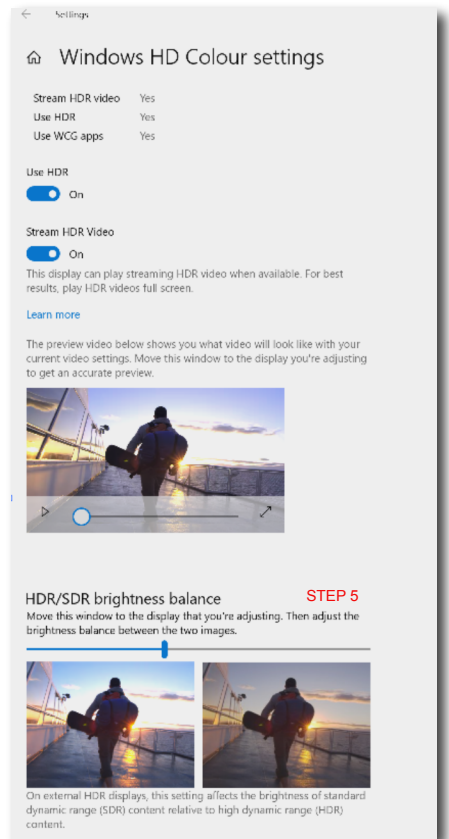 Settings
Windows HD Colour settings
Stream HDR video Yes
Use HDR Yes
Use WCG apps Yes
Use HDR
On
Stream HDR Video
On
This display can play streaming HDR video when available. For best
results, play HDR videos full screen.
Learn more
The preview video below shows you what video will look like with your
current video settings. Move this window to the display you're adjusting
to get an accurate preview.
HDR/SDR brightness balance STEP 5
Move this window to the display that you're adjusting. Then adjust the
brightness balance between the two images.
On external HDR displays, this setting affects the brightness of standard
dynamic range (SDR) content relative to high dynamic range (HDR)
content.